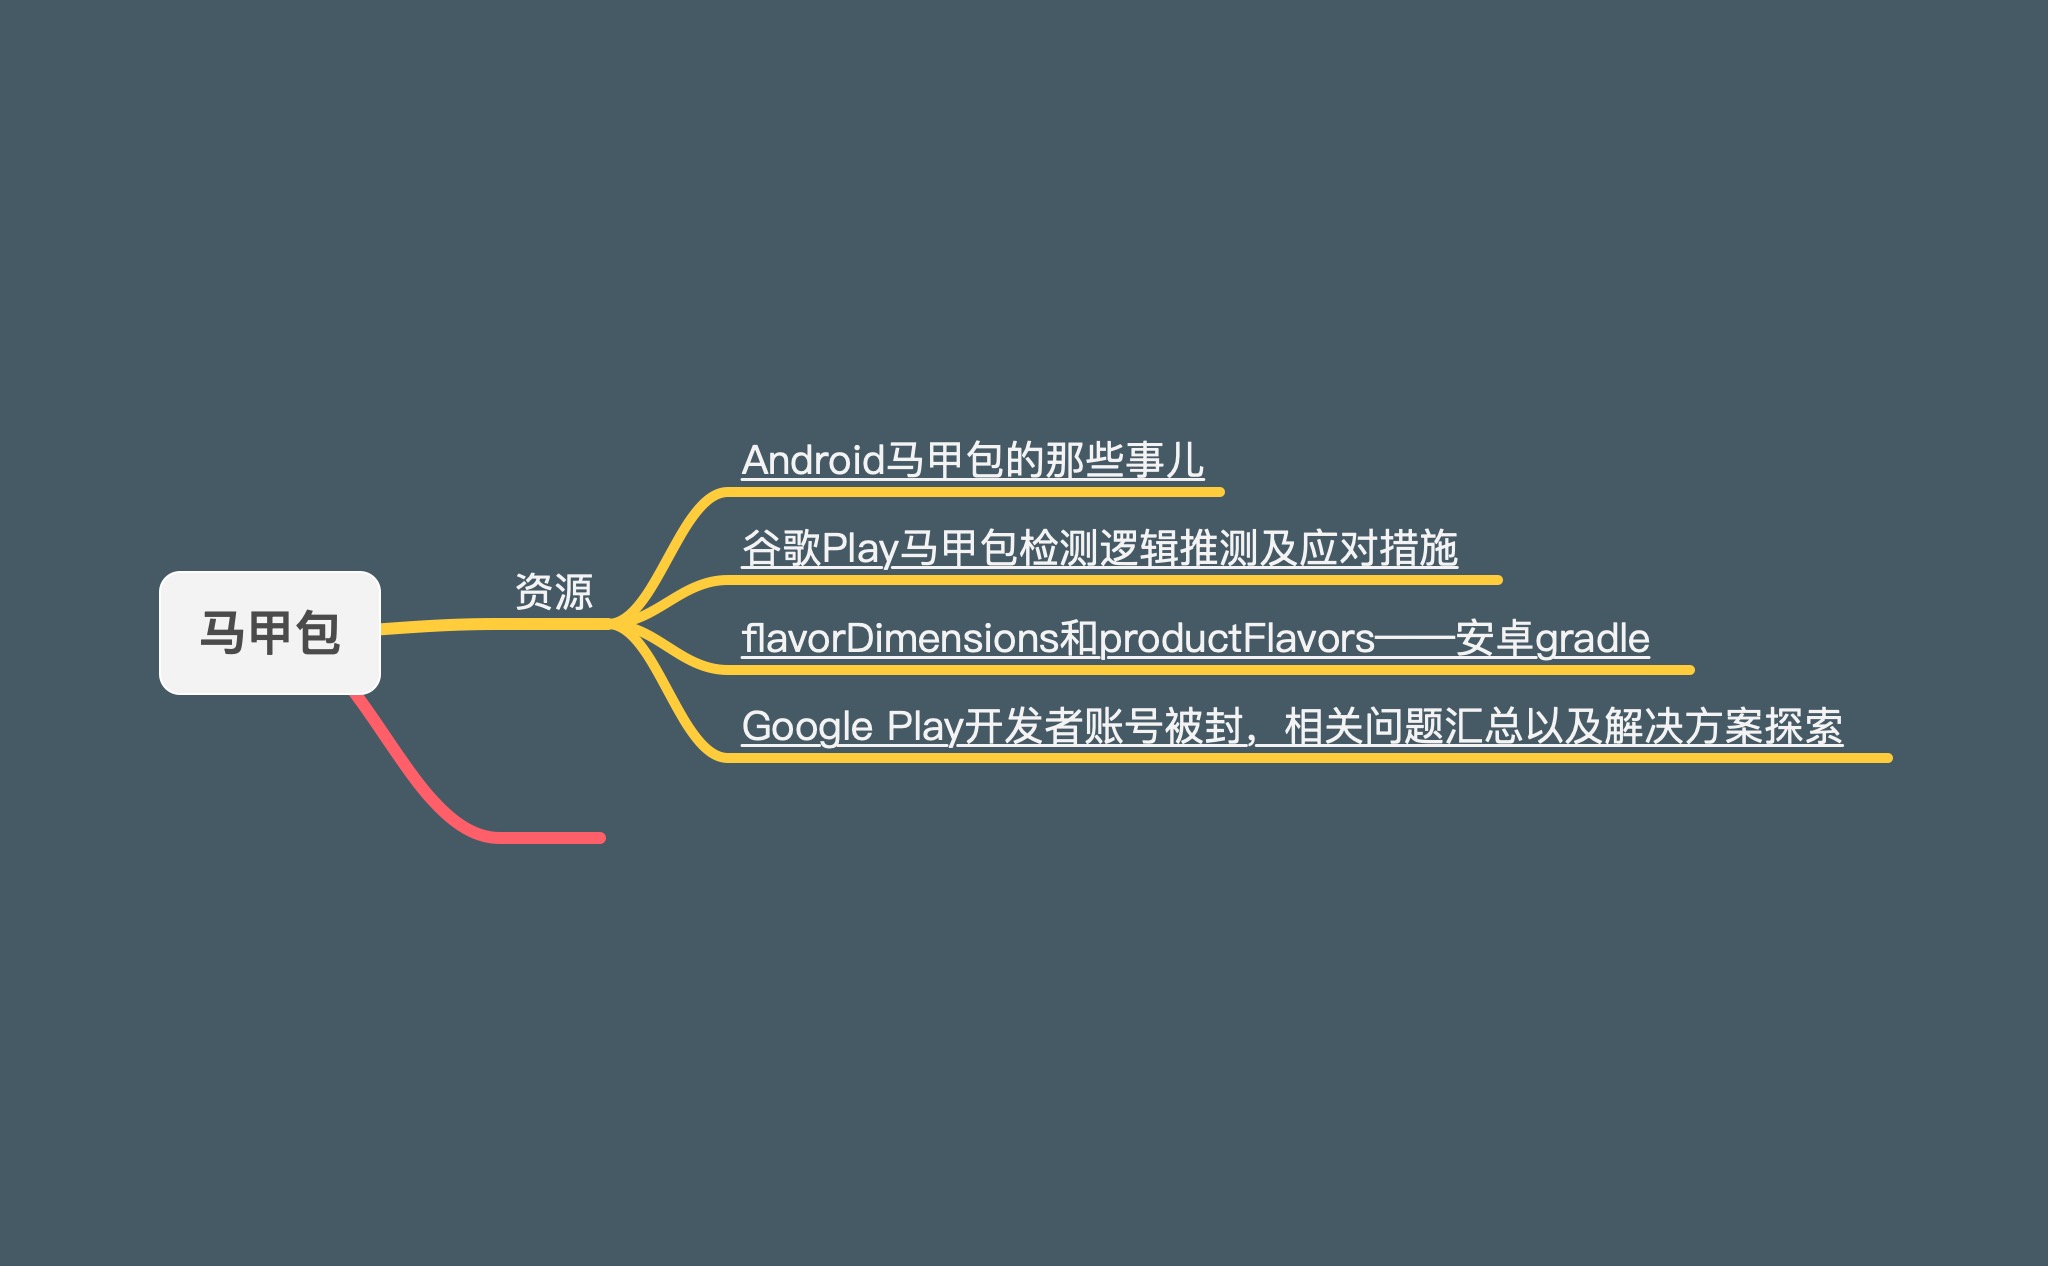 马甲包
资源
Android马甲包的那些事儿
谷歌Play马甲包检测逻辑推测及应对措施
flavorDimensions和productFlavors——安卓gradle
Google Play开发者账号被封，相关问题汇总以及解决方案探索